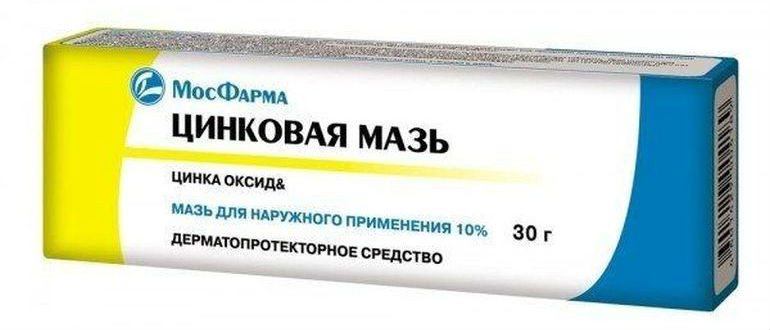 МосФарма
ЦИНКОВАЯ МАЗЬ
ЦИНКА ОКСИД&
МАЗЬ ДЛЯ НАРУЖНОГО ПРИМЕНЕНИЯ 10% 30 г
ДЕРМАТОПРОТЕКТОРНОЕ СРЕДСТВО